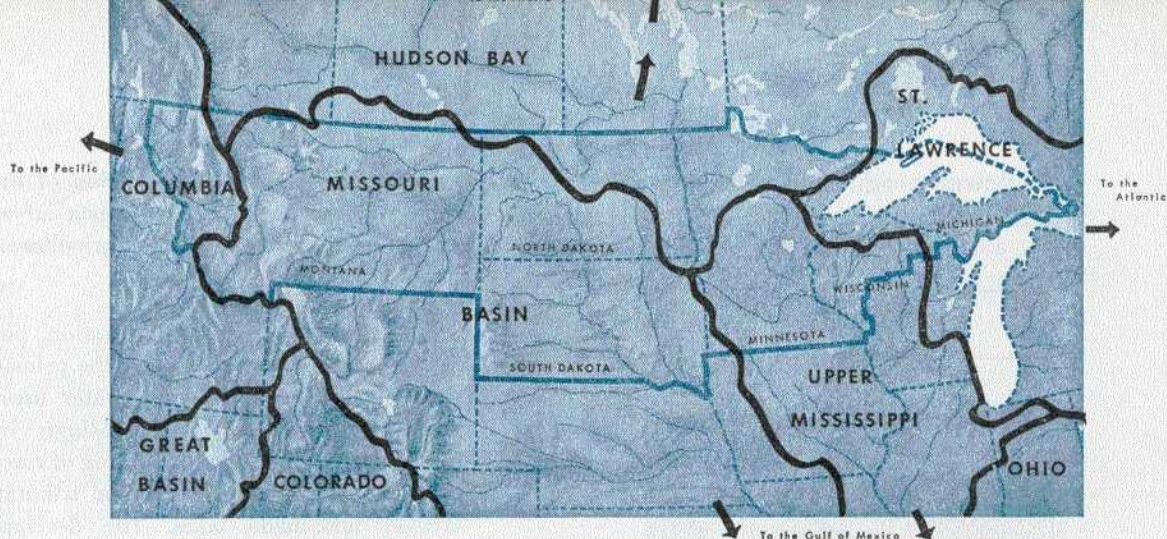 HUDSON BAY
ST.
LAWRENCE
To the Pacific
COLUMBIA
MISSOURI
To the
Atlantic
MICHIGAN
NORTH DAKOTA
MONTANA
WISCONSIN
BASIN
MINNESOTA
SOUTH DAKOTA
UPPER
MISSISSIPPI
GREAT
BASIN
COLORADO
OHIO
To the Gulf of Mexico